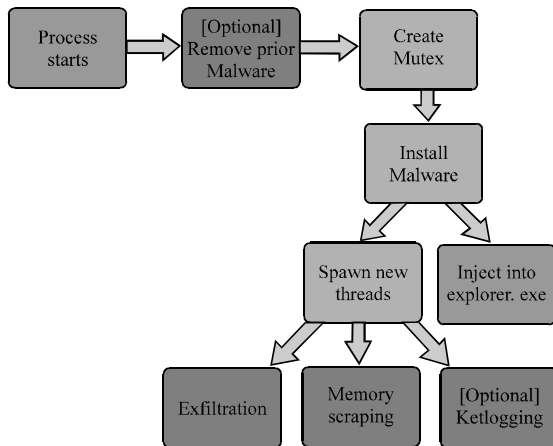 Process
starts
[Optional]
Remove prior
Malware
Create
Mutex
Install
Malware
Spawn new
threads
Inject into
explorer. exe
Exfiltration
Memory
scraping
[Optional]
Ketlogging